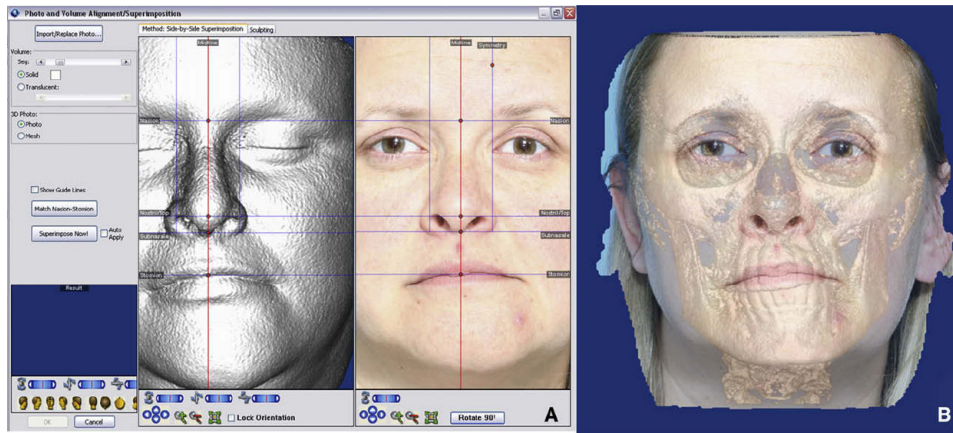 Photo and Volume Alignment/Superimposition
Import/Replace Photo...
Method: Side-by-Side Superimposition
Sculpting
Volume:
Seg:
Solid
Translucent:
3D Photo:
Photo
Mesh
Show Guide Lines
Match Nasion-Stomion
Superimpose Now!
Auto
Apply
Result
OK
Cancel
Midline
Nasion
Nostril/Top
Subnasale
Stomion
Lock Orientation
Midline
Symmetry
Nasion
Nostril/Top
Subnasale
Stomion
Rotate 90°
A
B